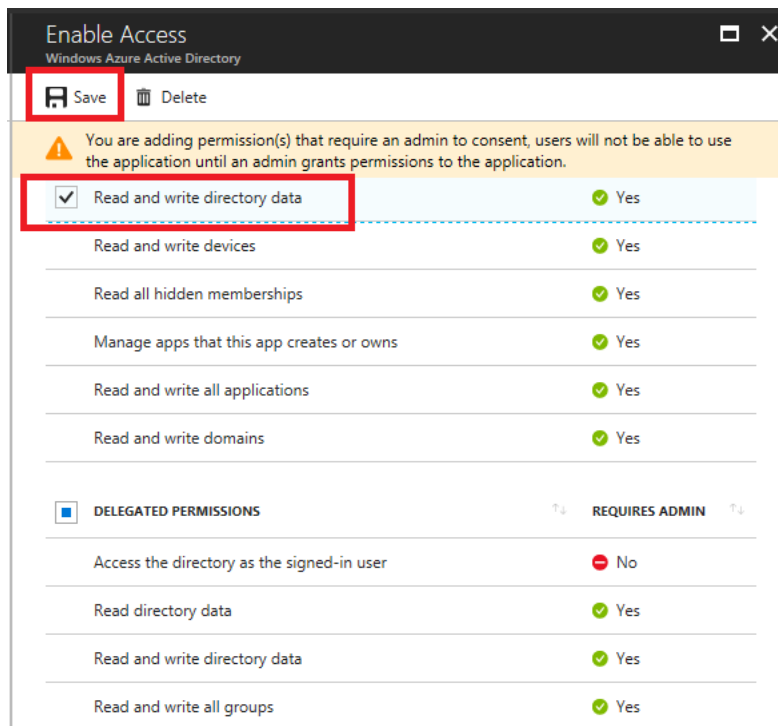 Enable Access
Windows Azure Active Directory
Save Delete
You are adding permission(s) that require an admin to consent, users will not be able to use
the application until an admin grants permissions to the application.
Read and write directory data Yes
Read and write devices Yes
Read all hidden memberships Yes
Manage apps that this app creates or owns Yes
Read and write all applications Yes
Read and write domains Yes
DELEGATED PERMISSIONS REQUIRES ADMIN
Access the directory as the signed-in user No
Read directory data Yes
Read and write directory data Yes
Read and write all groups Yes